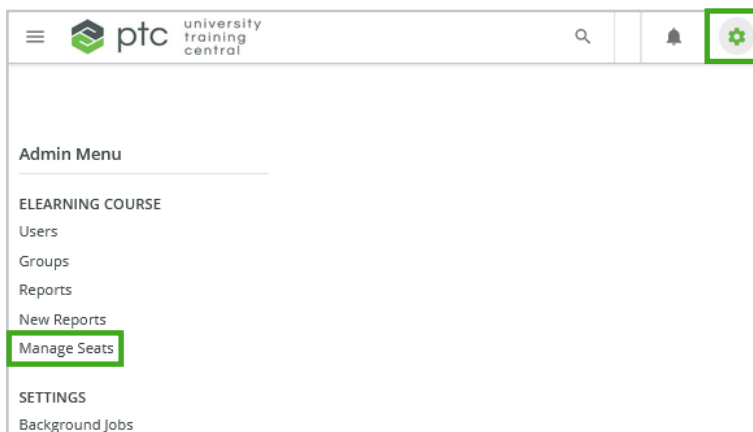 ptc university
training
central
Admin Menu
ELEARNING COURSE
Users
Groups
Reports
New Reports
Manage Seats
SETTINGS
Background Jobs